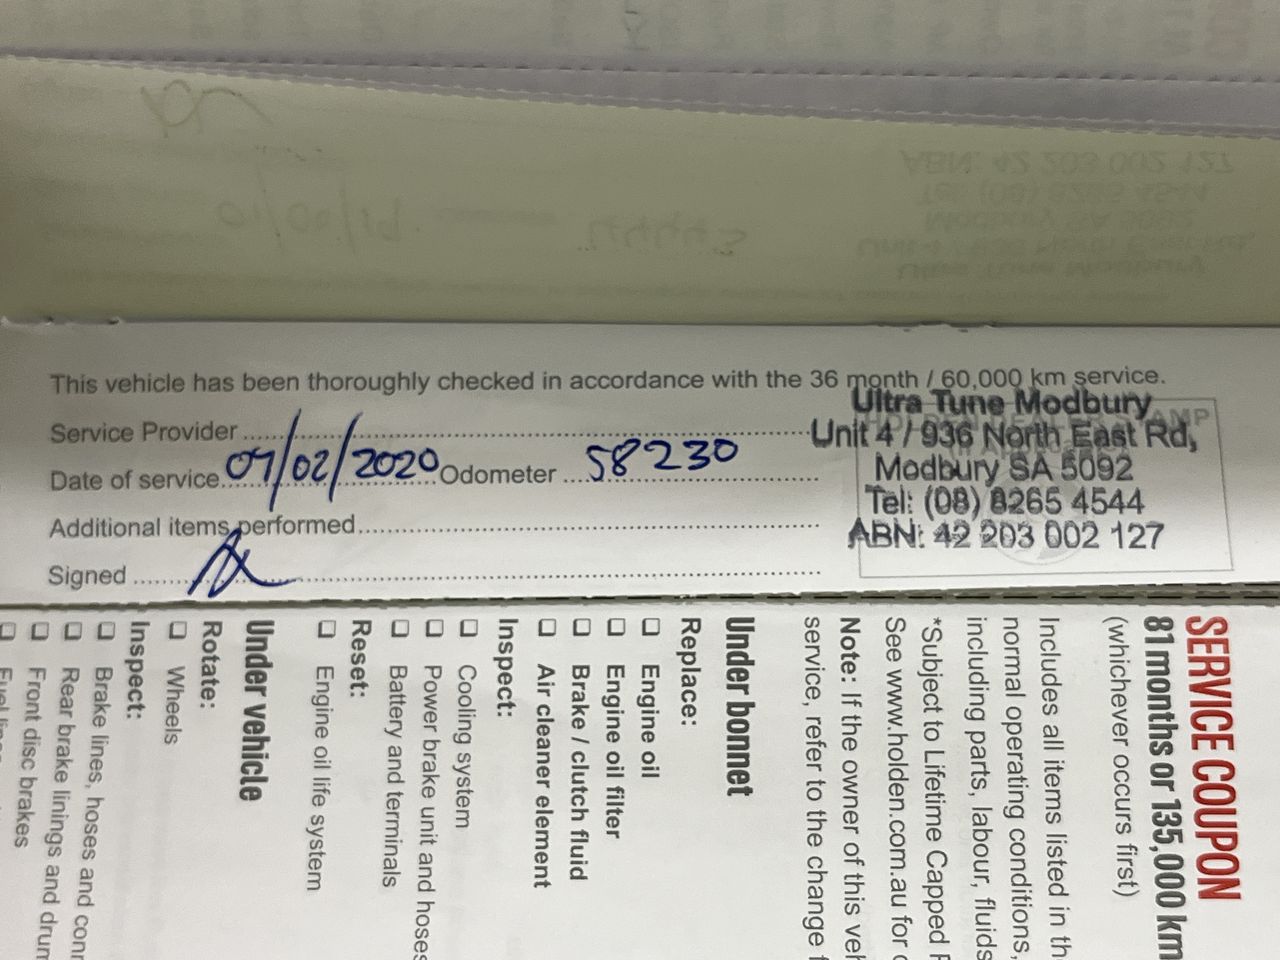 This vehicle has been thoroughly checked in accordance with the 36 month / 60,000 km service.
Service Provider
Date of service 07/02/2020 Odometer 58230
Additional items performed
Signed
Ultra Tune Modbury
Unit 4 / 936 North East Rd,
Modbury SA 5092
Tel: (08) 8265 4544
ABN: 42 203 002 127
SERVICE COUPON
81 months or 135,000 km
(whichever occurs first)
Includes all items listed in th
normal operating conditions,
including parts, labour, fluids
*Subject to Lifetime Capped P
See www.holden.com.au for
Note: If the owner of this veh
service, refer to the change
Under bonnet
Replace:
❑ Engine oil
❑ Engine oil filter
❑ Brake / clutch fluid
❑ Air cleaner element
Inspect:
❑ Cooling system
❑ Power brake unit and hoses
❑ Battery and terminals
Reset:
❑ Engine oil life system
Under vehicle
Rotate:
❑ Wheels
Inspect:
❑ Brake lines, hoses and conn
❑ Rear brake linings and drum
❑ Front disc brakes
❑ Fuel lines